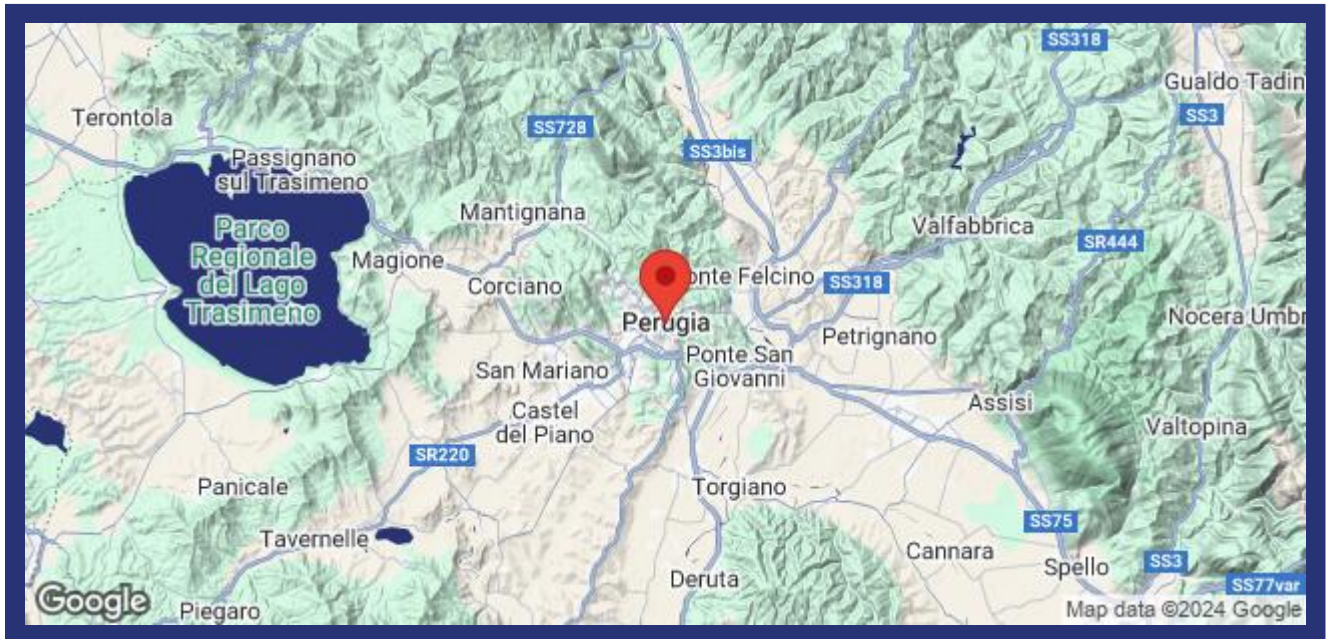 SS318
Gualdo Tadin
Terontola
SS3
SS728
SS3bis
Passignano
sul Trasimeno
Mantignana
Valfabbrica
Parco
Regionale
del Lago
Trasimeno
SR444
Magione
Corciano
onte Felcino
SS318
Perugia
Nocera Umbr
Petrignano
Ponte San
Giovanni
San Mariano
Assisi
Castel
del Piano
Valtopina
SR220
Panicale
Torgiano
SS75
Tavernelle
Cannara
SS3
Spello
Deruta
SS77var
Google
Piegaro
Map data ©2024 Google